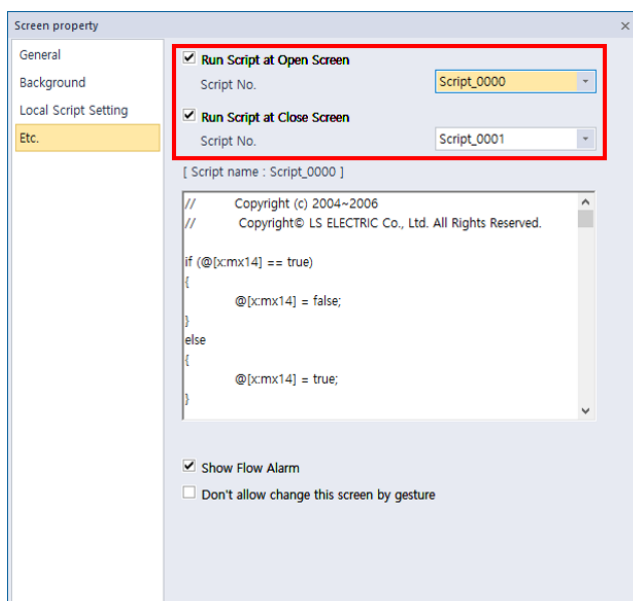 Screen property
General
Background
Local Script Setting
Etc.
Run Script at Open Screen
Script No.
Script_0000
Run Script at Close Screen
Script No.
Script_0001
[ Script name : Script_0000 ]
// Copyright (c) 2004~2006
// Copyright© LS ELECTRIC Co., Ltd. All Rights Reserved.
if (@[x:mx14] == true)
{
@[x:mx14] = false;
}
else
{
@[x:mx14] = true;
}
Show Flow Alarm
Don't allow change this screen by gesture